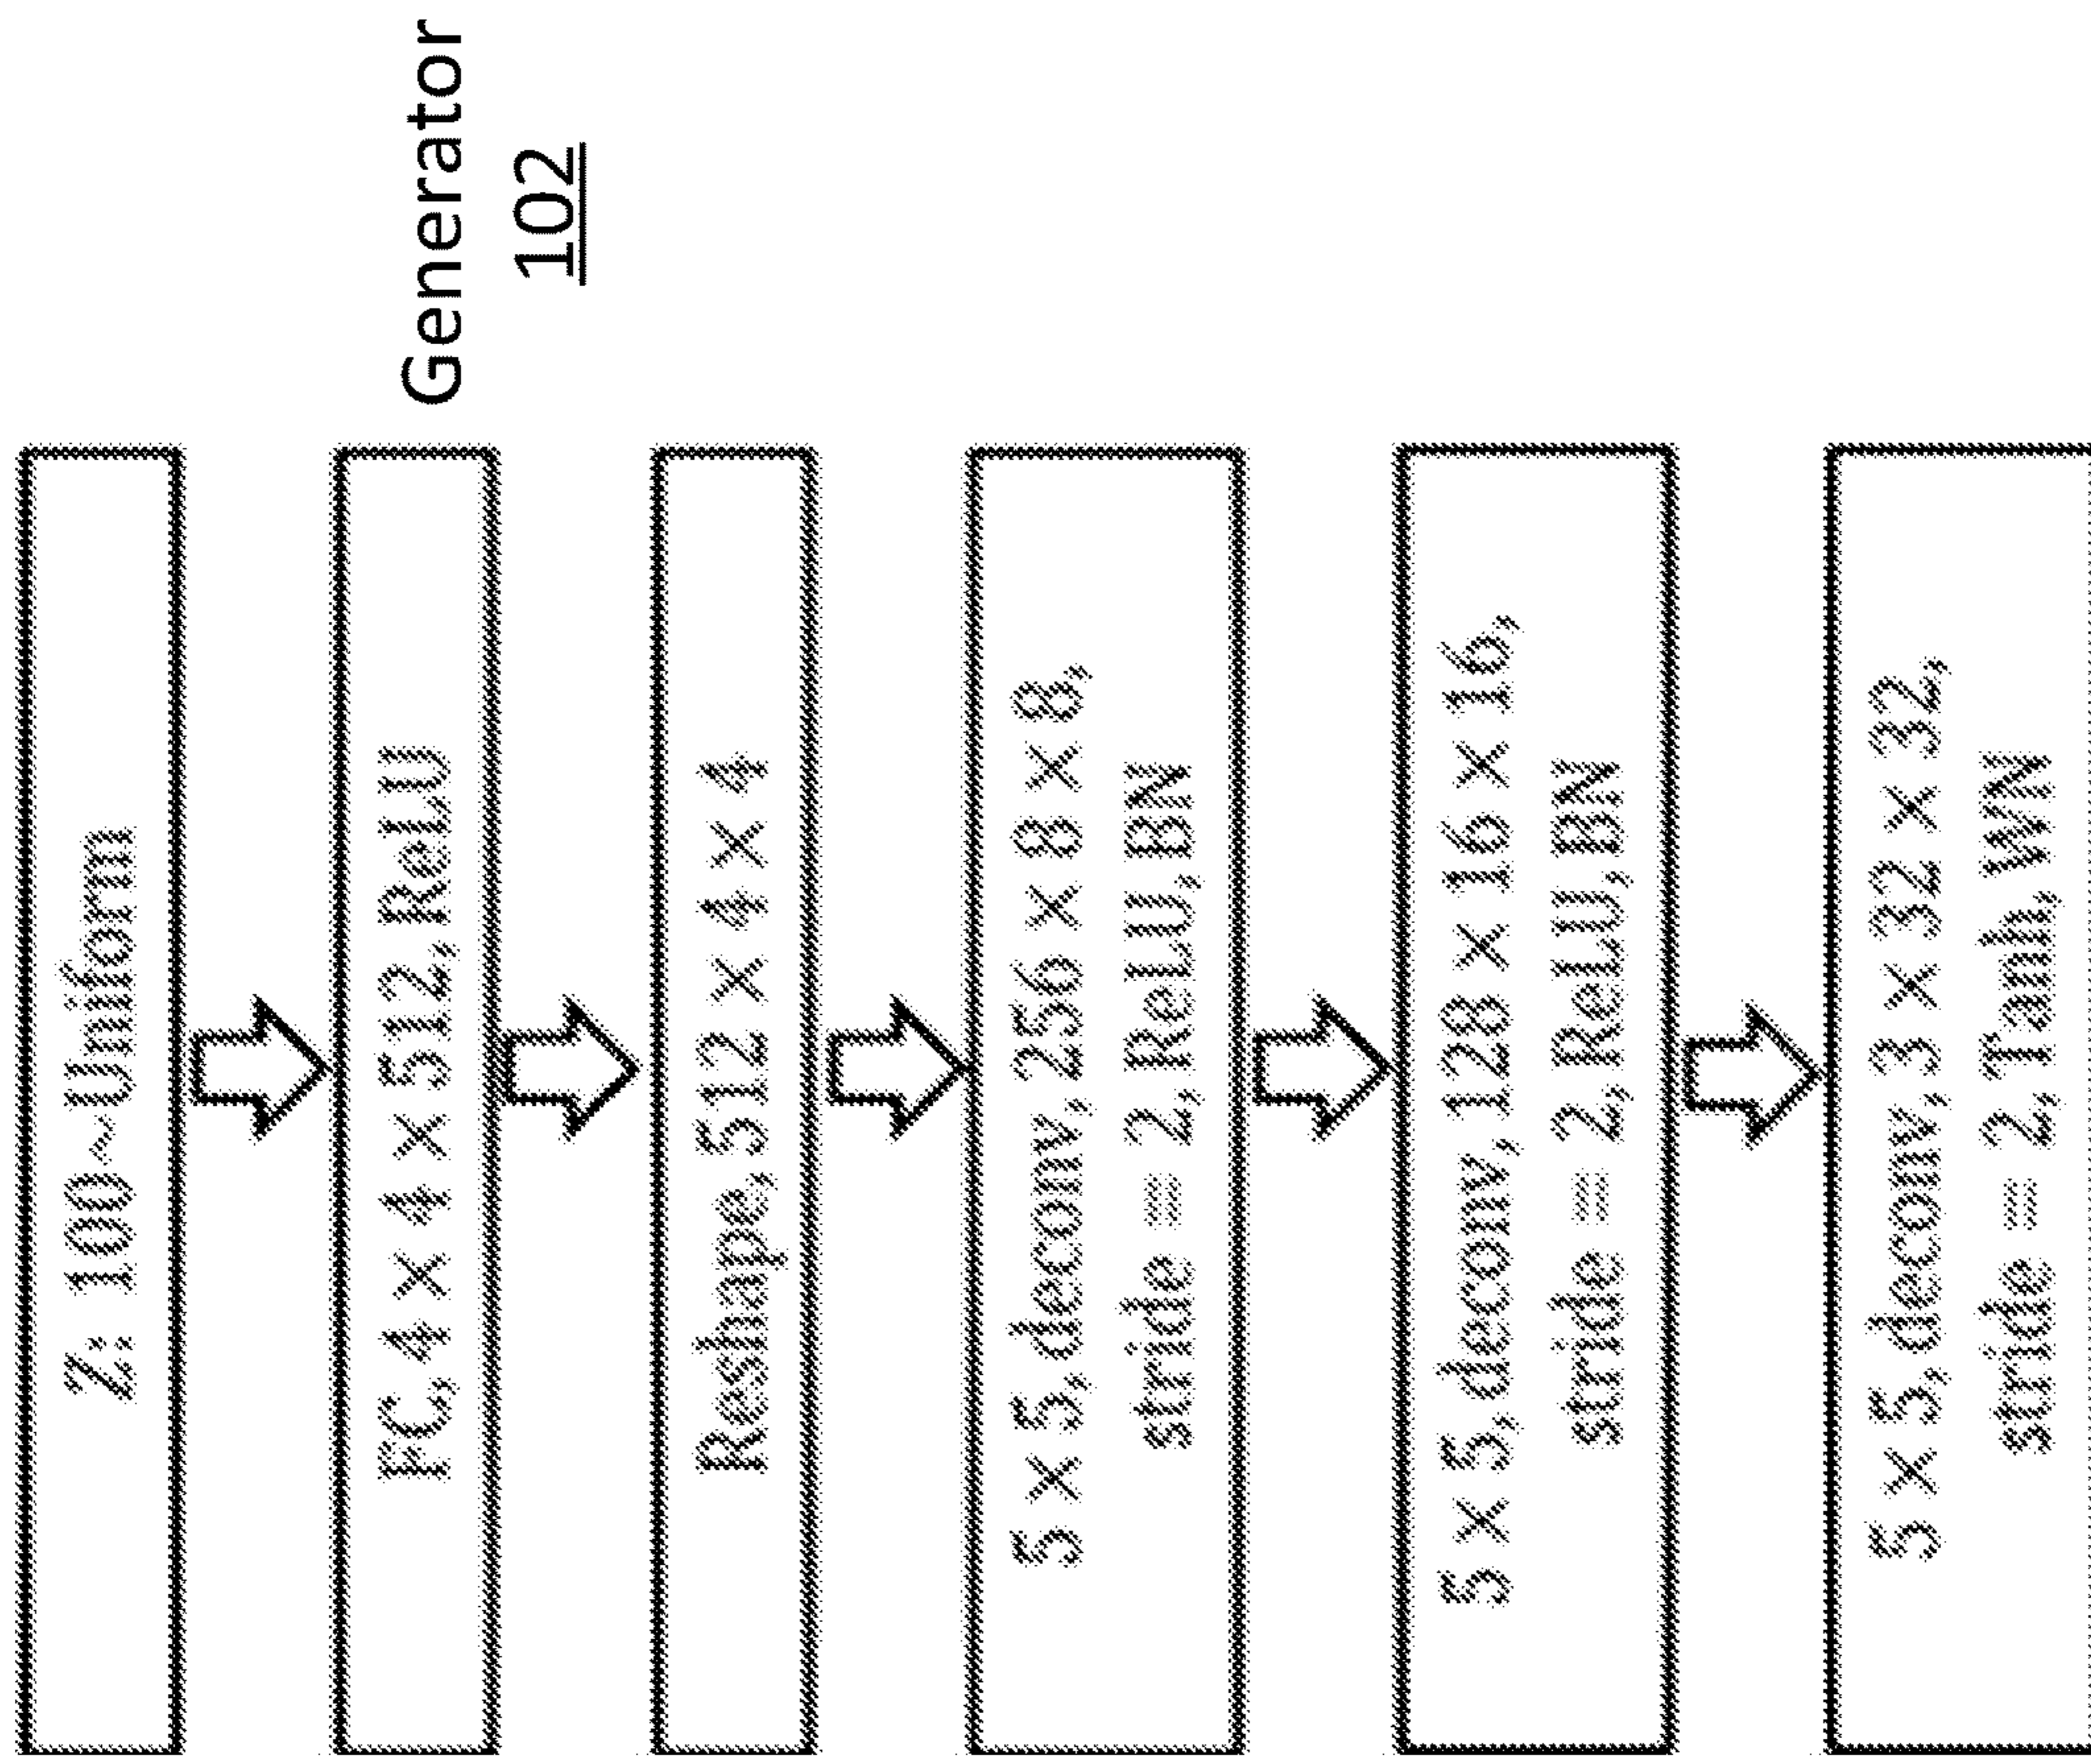 Generator
102
Z: 100~Uniform
FC, 4 × 4 × 512, ReLU
Reshape, 512 × 4 × 4
5 × 5, deconv, 256 × 8 × 8,
stride = 2, ReLU, BN
5 × 5, deconv, 128 × 16 × 16,
stride = 2, ReLU, BN
5 × 5, deconv, 3 × 32 × 32,
stride = 2, Tanh, WN